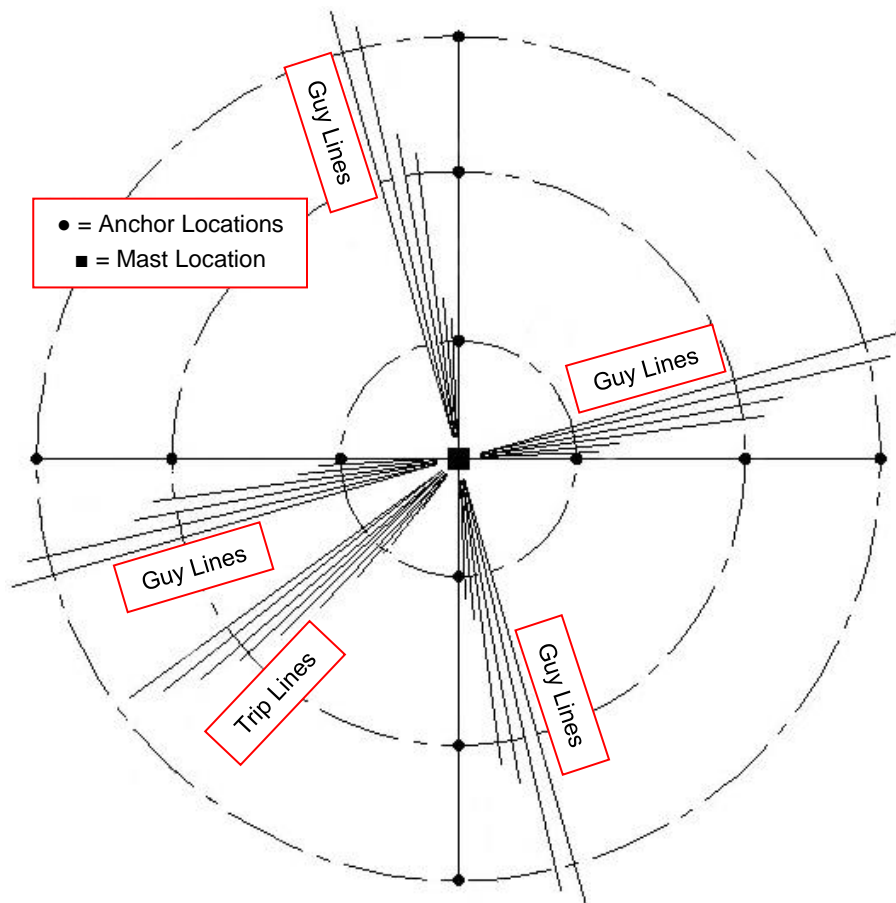 Guy Lines
● = Anchor Locations
■ = Mast Location
Guy Lines
Guy Lines
Trip Lines
Guy Lines